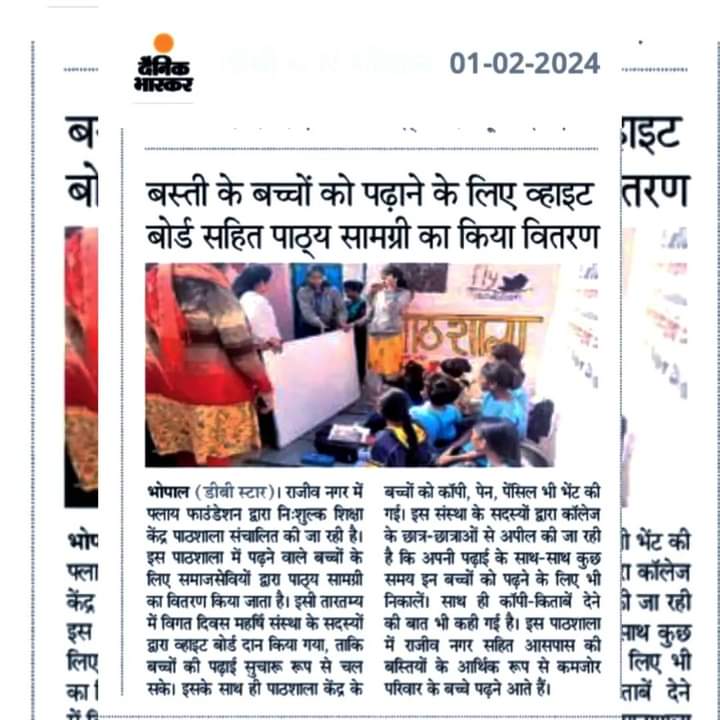 दैनिक
भास्कर
01-02-2024
बस्ती के बच्चों को पढ़ाने के लिए व्हाइट
बोर्ड सहित पाठ्य सामग्री का किया वितरण
fly
पाठशाला
भोपाल (डीबी स्टार)। राजीव नगर में
फ्लाय फाउंडेशन द्वारा निःशुल्क शिक्षा
केंद्र पाठशाला संचालित की जा रही है।
इस पाठशाला में पढ़ने वाले बच्चों के
लिए समाजसेवियों द्वारा पाठ्य सामग्री
का वितरण किया जाता है। इसी तारतम्य
में विगत दिवस महर्षि संस्था के सदस्यों
द्वारा व्हाइट बोर्ड दान किया गया, ताकि
बच्चों की पढ़ाई सुचारू रूप से चल
सके। इसके साथ ही पाठशाला केंद्र के
बच्चों को कॉपी, पेन, पेंसिल भी भेंट की
गई। इस संस्था के सदस्यों द्वारा कॉलेज
के छात्र-छात्राओं से अपील की जा रही
है कि अपनी पढ़ाई के साथ-साथ कुछ
समय इन बच्चों को पढ़ने के लिए भी
निकालें। साथ ही कॉपी-किताबें देने
की बात भी कही गई है। इस पाठशाला
में राजीव नगर सहित आसपास की
बस्तियों के आर्थिक रूप से कमजोर
परिवार के बच्चे पढ़ने आते हैं।